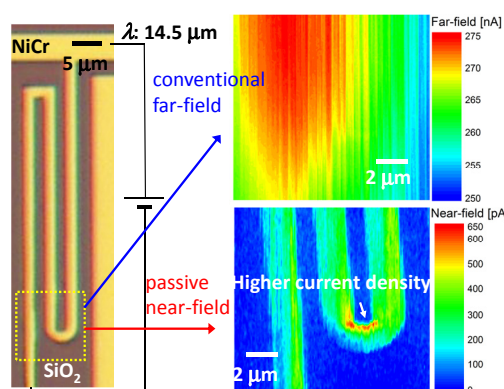 NiCr
λ: 14.5 μm
5 μm
conventional
far-field
passive
near-field
SiO2
Far-field [nA]
275
270
265
260
255
250
2 μm
Near-field [pA]
650
600
500
400
300
200
100
0
Higher current density
2 μm